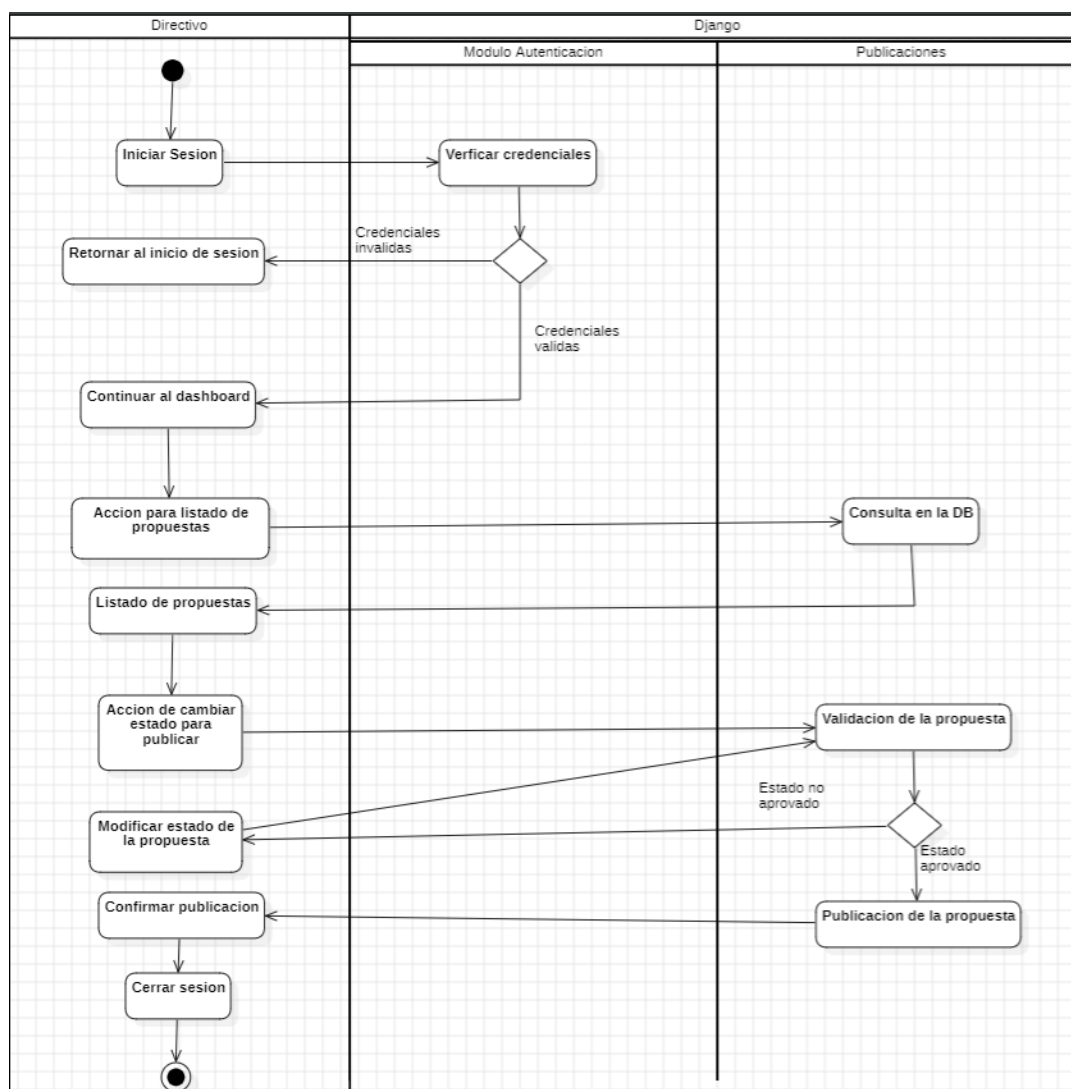 Directivo
Django
Modulo Autenticacion
Publicaciones
Iniciar Sesion
Verficar credenciales
Credenciales
invalidas
Retornar al inicio de sesion
Credenciales
validas
Continuar al dashboard
Accion para listado de
propuestas
Consulta en la DB
Listado de propuestas
Accion de cambiar
estado para
publicar
Validacion de la propuesta
Estado no
aprovado
Modificar estado de
la propuesta
Estado
aprovado
Confirmar publicacion
Publicacion de la propuesta
Cerrar sesion